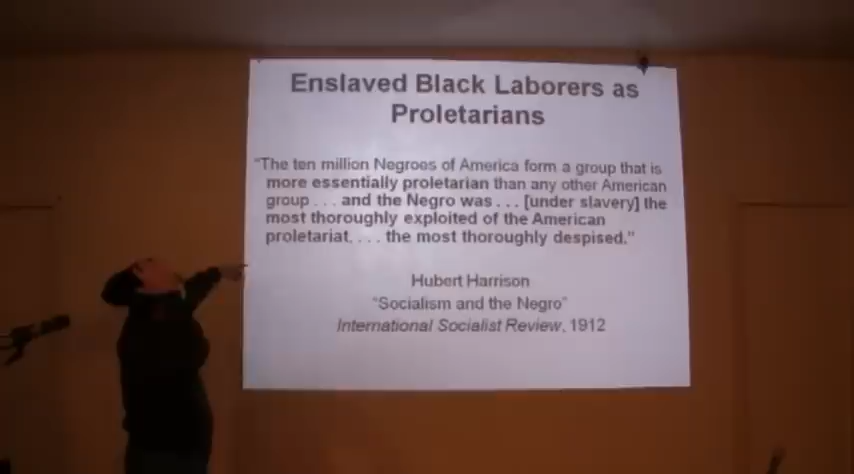 Enslaved Black Laborers as
Proletarians
"The ten million Negroes of America form a group that is
more essentially proletarian than any other American
group . . . and the Negro was . . . [under slavery] the
most thoroughly exploited of the American
proletariat, . . . the most thoroughly despised."
Hubert Harrison
"Socialism and the Negro"
International Socialist Review, 1912